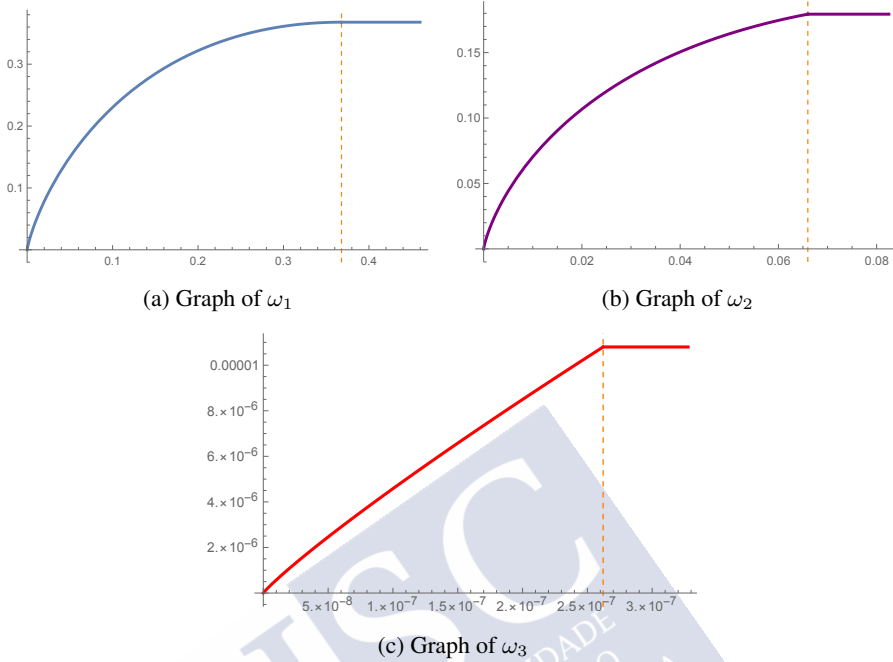 0.3
0.2
0.1
0.1 0.2 0.3 0.4
(a) Graph of ω₁
0.15
0.10
0.05
0.02 0.04 0.06 0.08
(b) Graph of ω₂
0.00001
8.×10⁻⁶
6.×10⁻⁶
4.×10⁻⁶
2.×10⁻⁶
5.×10⁻⁸ 1.×10⁻⁷ 1.5×10⁻⁷ 2.×10⁻⁷ 2.5×10⁻⁷ 3.×10⁻⁷
(c) Graph of ω₃
USC